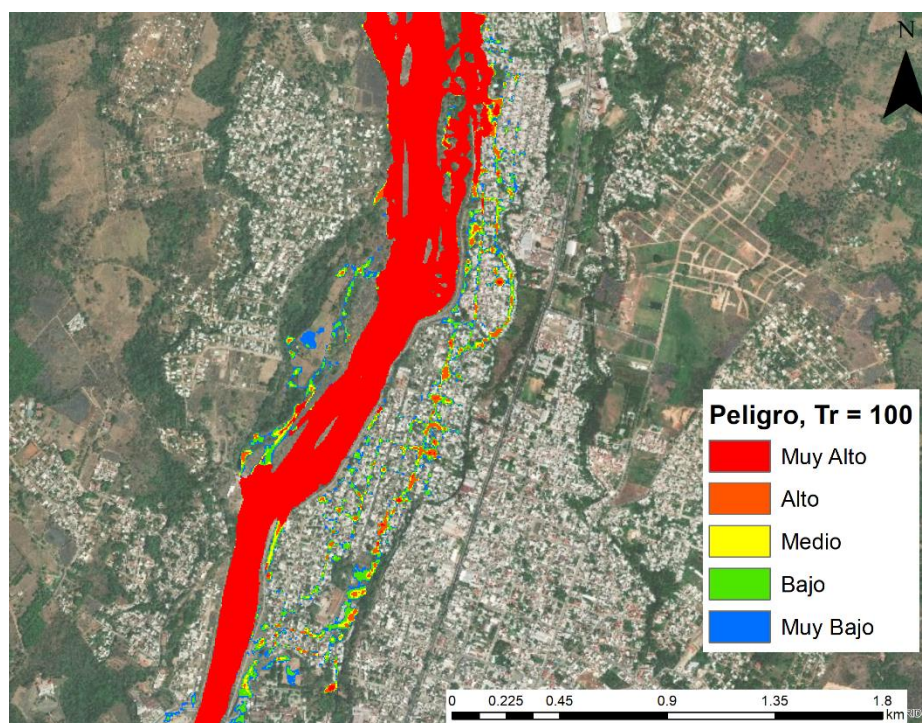 N
Peligro, Tr = 100
Muy Alto
Alto
Medio
Bajo
Muy Bajo
0 0.225 0.45 0.9 1.35 1.8
km